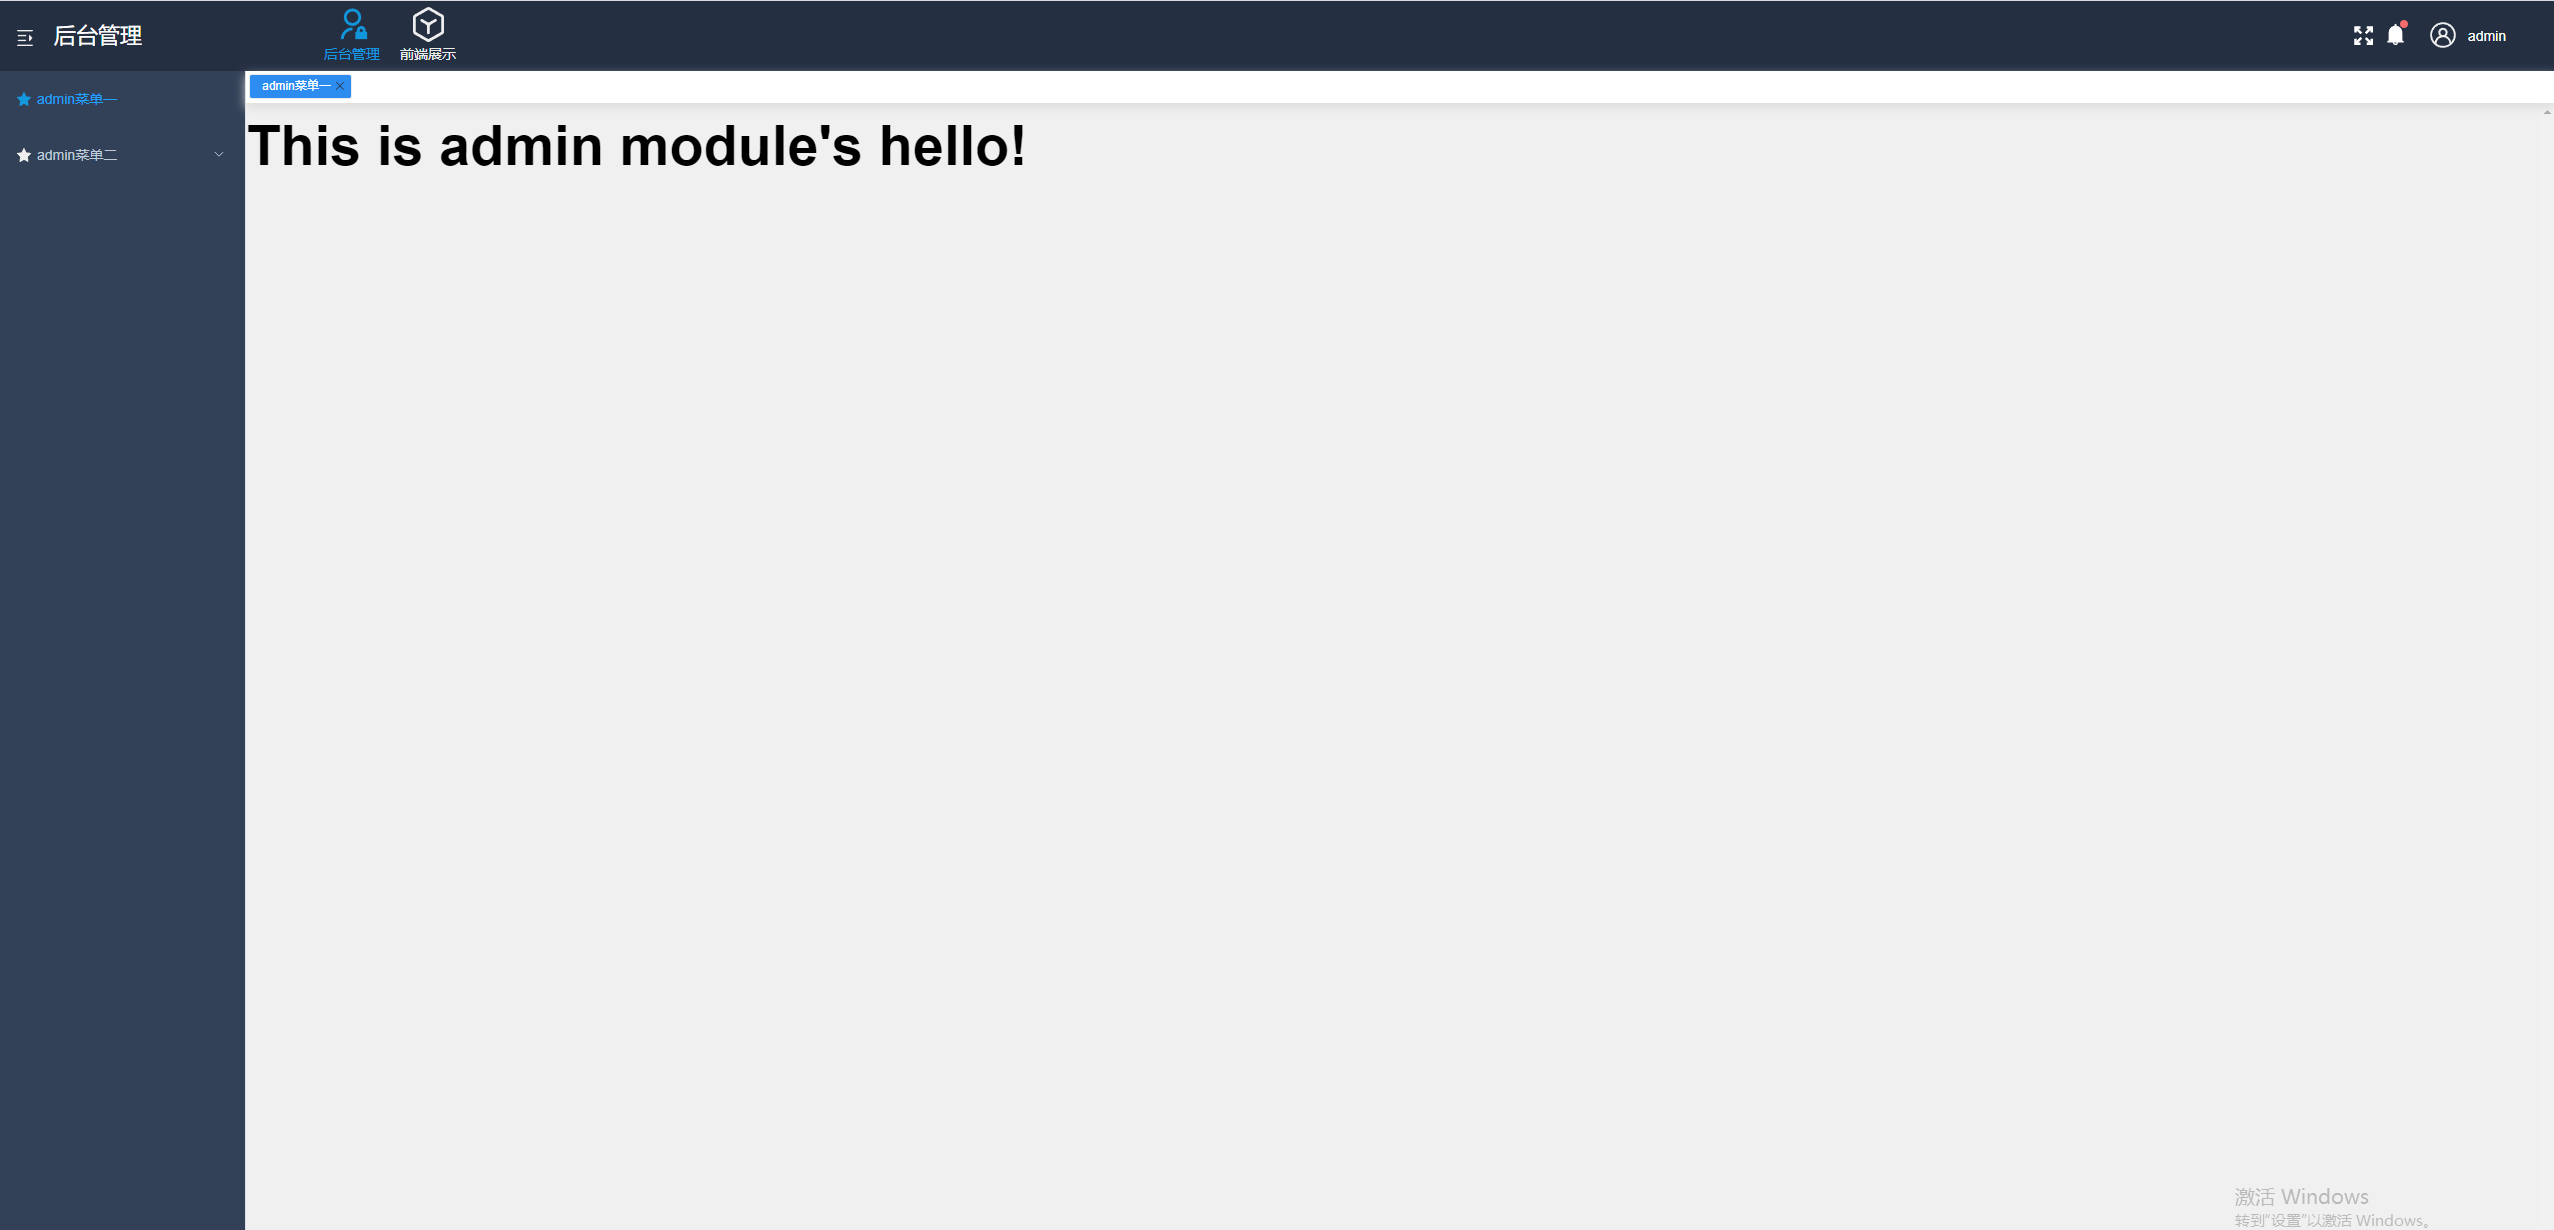 后台管理
后台管理 前端展示
admin
admin菜单一
admin菜单二
admin菜单一
This is admin module's hello!
激活 Windows
转到"设置"以激活 Windows。